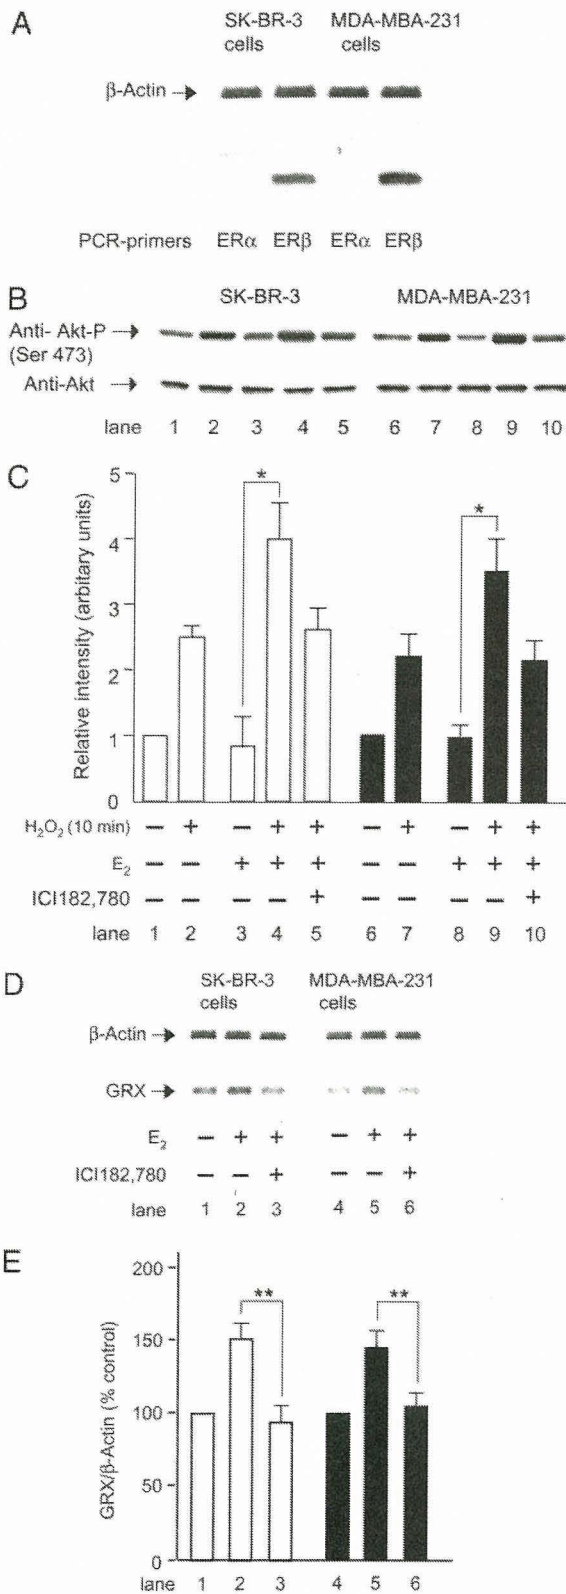 A
SK-BR-3 MDA-MBA-231
cells cells
β-Actin
PCR-primers ERα ERβ ERα ERβ
B
SK-BR-3 MDA-MBA-231
Anti- Akt-P
(Ser 473)
Anti-Akt
lane 1 2 3 4 5 6 7 8 9 10
C
Relative intensity (arbitary units)
5
4
3
2
1
0
* *
H₂O₂ (10 min) − + − + + − + − + +
E₂ − − + + + − − + + +
ICI182,780 − − − − + − − − − +
lane 1 2 3 4 5 6 7 8 9 10
D
SK-BR-3 MDA-MBA-231
cells cells
β-Actin
GRX
E₂ − + + − + +
ICI182,780 − − + − − +
lane 1 2 3 4 5 6
E
GRX/β-Actin (% control)
200
150
100
50
0
** **
lane 1 2 3 4 5 6